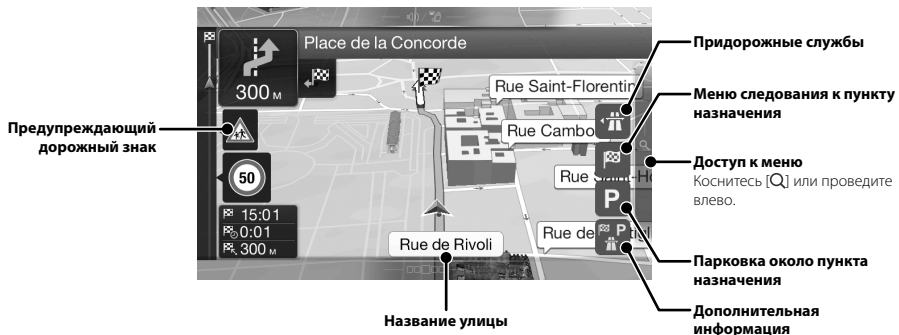 Place de la Concorde
300 м
50
15:01
0:01
300 м
Rue Saint-Florentin
Rue Cambo
Rue Saint-Ho
Rue de
Rue de Rivoli
P
P
Предупреждающий
дорожный знак
Название улицы
Придорожные службы
Меню следования к пункту
назначения
Доступ к меню
Коснитесь [Q] или проведите
влево.
Парковка около пункта
назначения
Дополнительная
информация